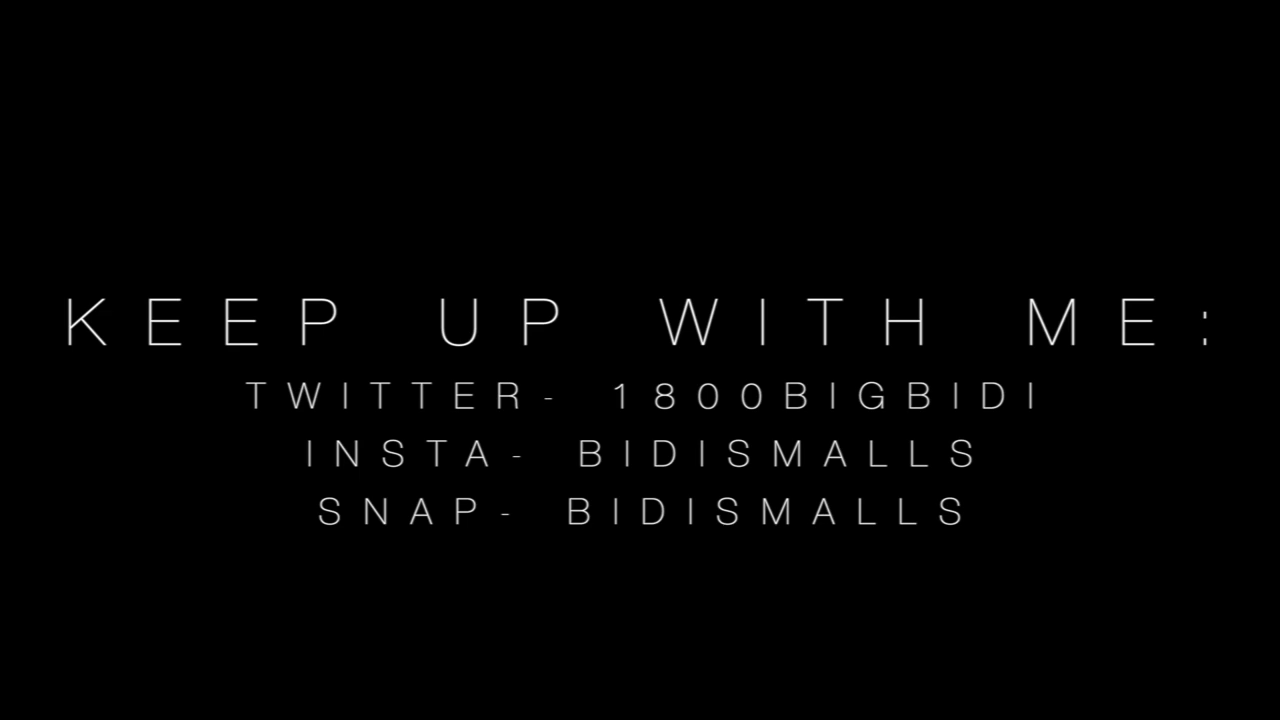 KEEP UP WITH ME:
TWITTER- 1800BIGBIDI
INSTA- BIDISMALLS
SNAP- BIDISMALLS